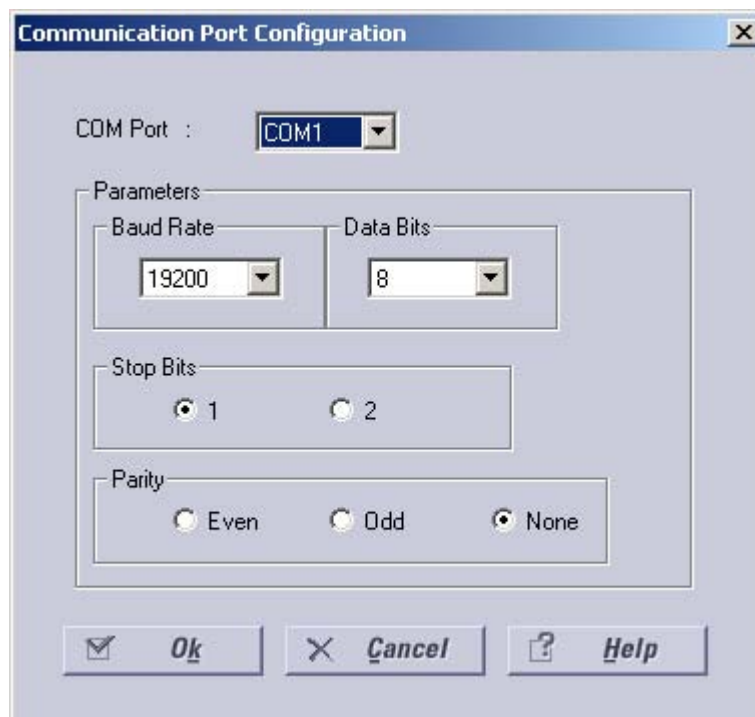 Communication Port Configuration
COM Port : COM1
Parameters
Baud Rate Data Bits
19200 8
Stop Bits
1 2
Parity
Even Odd None
Ok Cancel Help